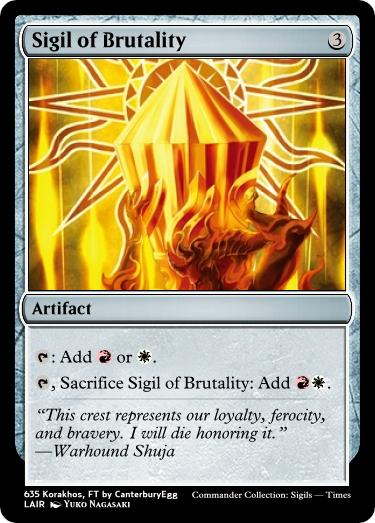 Sigil of Brutality 3
Artifact
: Add or .
, Sacrifice Sigil of Brutality: Add .
“This crest represents our loyalty, ferocity,
and bravery. I will die honoring it.”
—Warhound Shuja
635 Korakhos, FT by CanterburyEgg
Commander Collection: Sigils — Times
LAIR Yuko Nagasaki